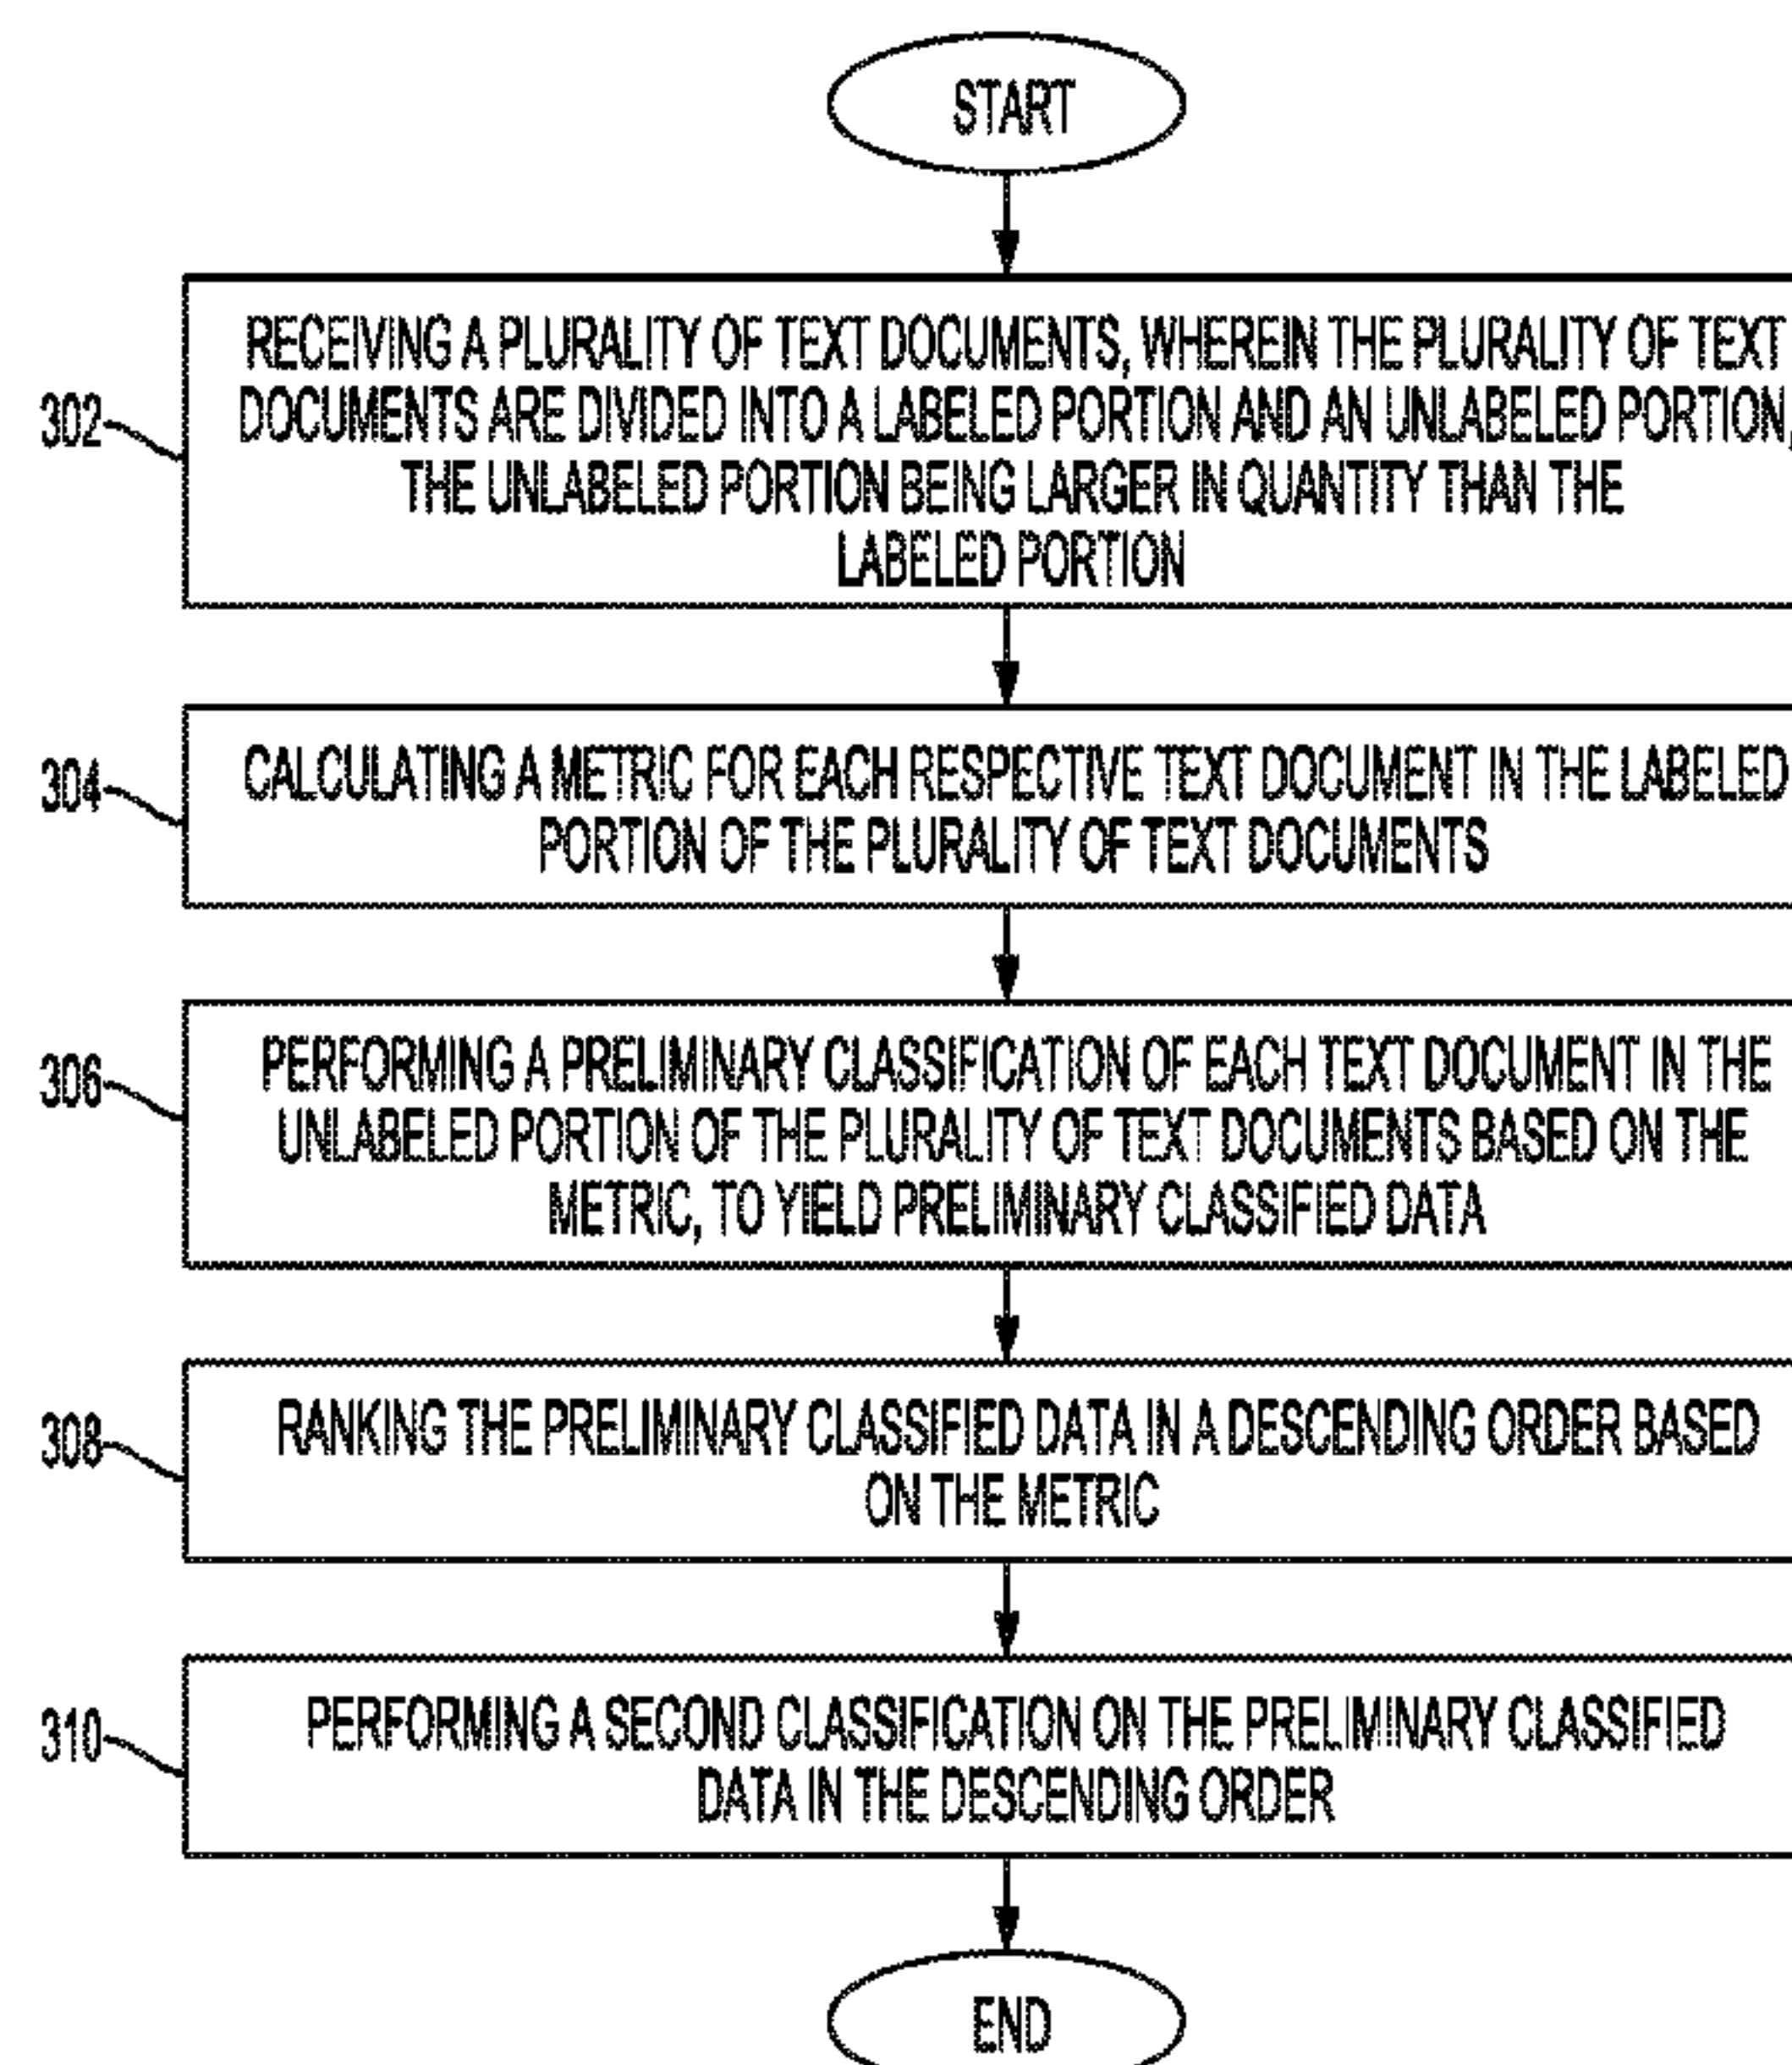 START
302
RECEIVING A PLURALITY OF TEXT DOCUMENTS, WHEREIN THE PLURALITY OF TEXT
DOCUMENTS ARE DIVIDED INTO A LABELED PORTION AND AN UNLABELED PORTION,
THE UNLABELED PORTION BEING LARGER IN QUANTITY THAN THE
LABELED PORTION
304
CALCULATING A METRIC FOR EACH RESPECTIVE TEXT DOCUMENT IN THE LABELED
PORTION OF THE PLURALITY OF TEXT DOCUMENTS
306
PERFORMING A PRELIMINARY CLASSIFICATION OF EACH TEXT DOCUMENT IN THE
UNLABELED PORTION OF THE PLURALITY OF TEXT DOCUMENTS BASED ON THE
METRIC, TO YIELD PRELIMINARY CLASSIFIED DATA
308
RANKING THE PRELIMINARY CLASSIFIED DATA IN A DESCENDING ORDER BASED
ON THE METRIC
310
PERFORMING A SECOND CLASSIFICATION ON THE PRELIMINARY CLASSIFIED
DATA IN THE DESCENDING ORDER
END